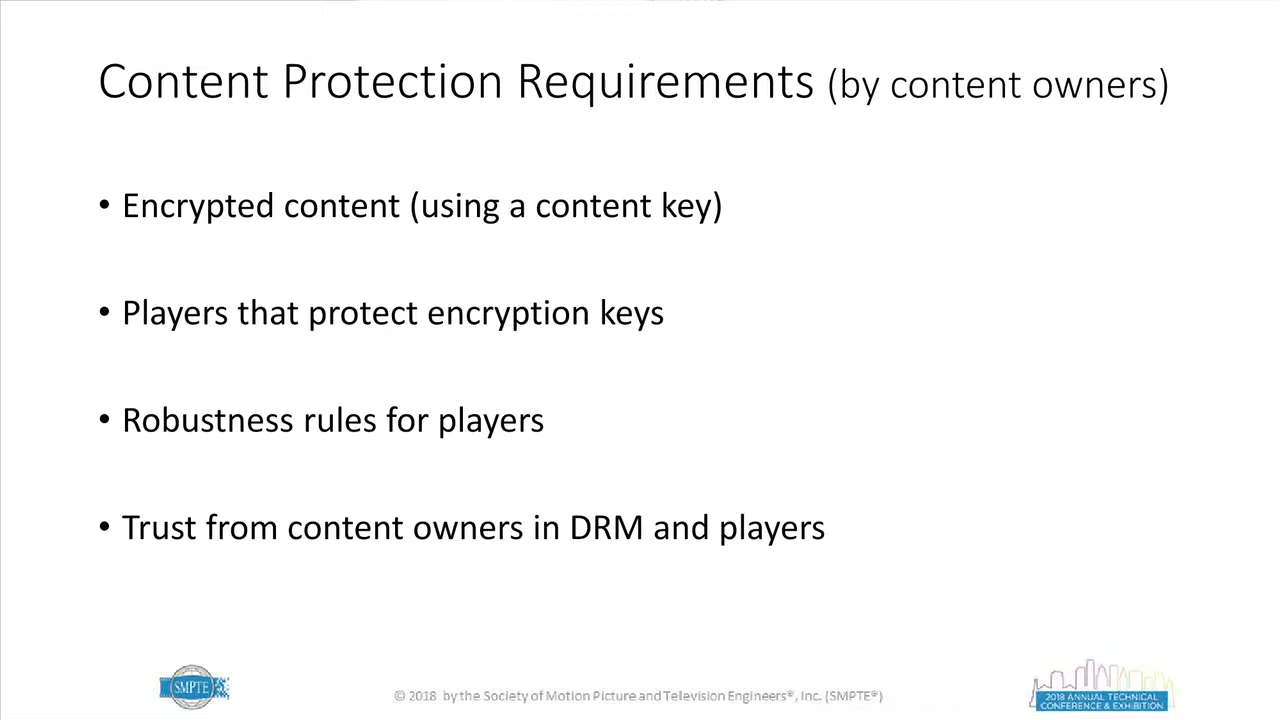 Content Protection Requirements (by content owners)
• Encrypted content (using a content key)
• Players that protect encryption keys
• Robustness rules for players
• Trust from content owners in DRM and players
SMPTE
© 2018 by the Society of Motion Picture and Television Engineers®, Inc. (SMPTE®)
2018 ANNUAL TECHNICAL
CONFERENCE & EXHIBITION